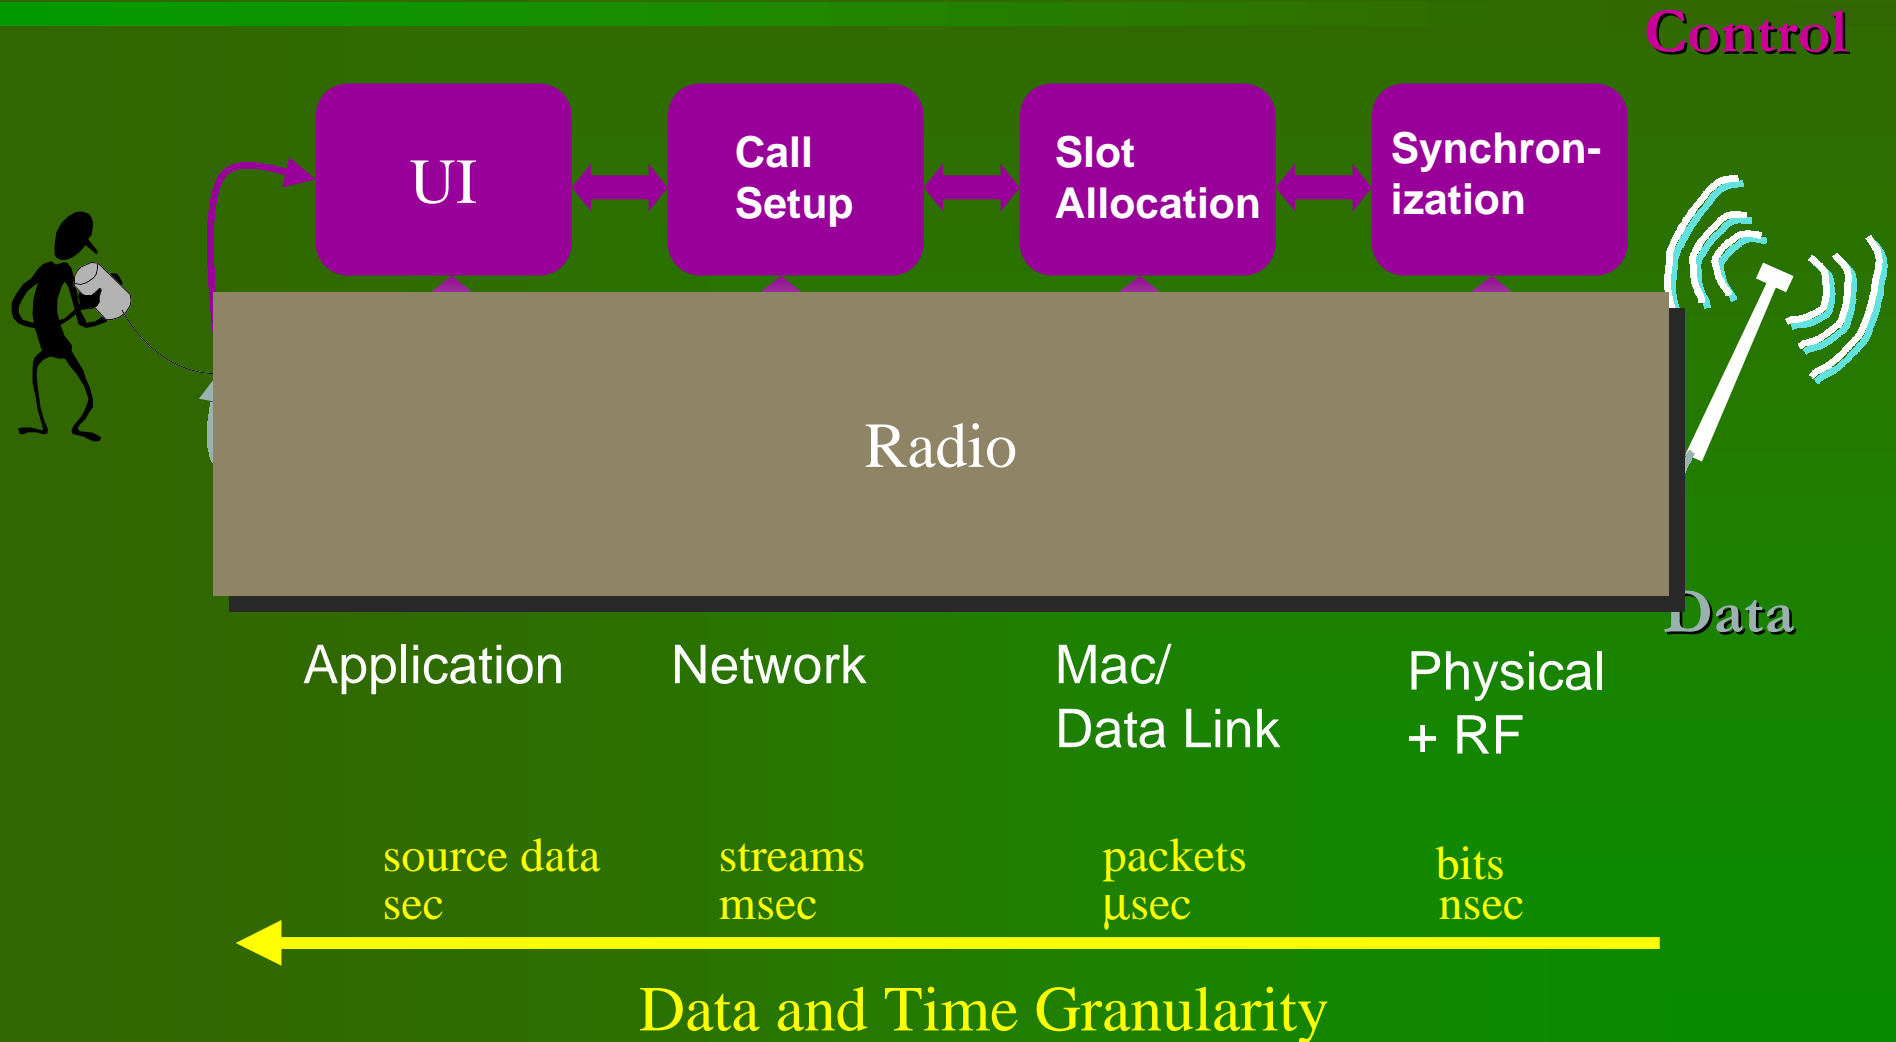 Control
UI
Call
Setup
Slot
Allocation
Synchron-
ization
Radio
Data
Application
Network
Mac/
Data Link
Physical
+ RF
source data
sec
streams
msec
packets
μsec
bits
nsec
Data and Time Granularity